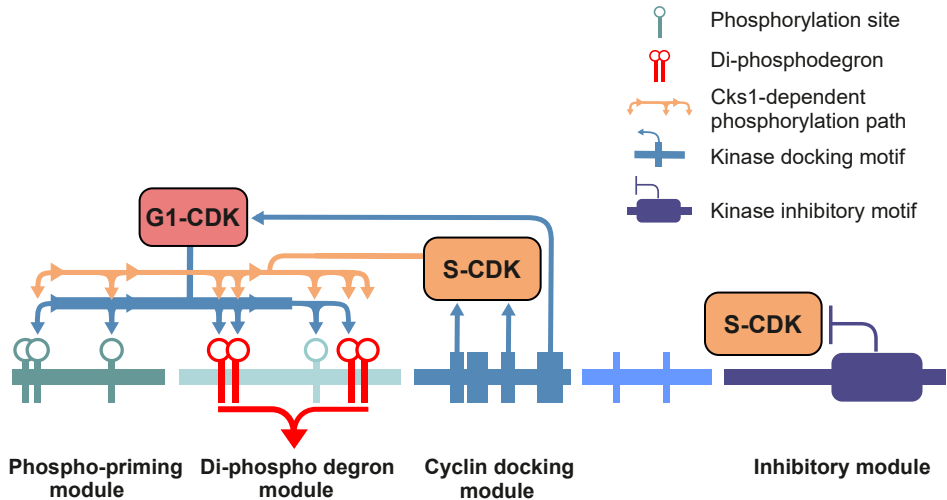 Phosphorylation site
Di-phosphodegron
Cks1-dependent
phosphorylation path
Kinase docking motif
Kinase inhibitory motif
G1-CDK
S-CDK
S-CDK
Phospho-priming
module
Di-phospho degron
module
Cyclin docking
module
Inhibitory module